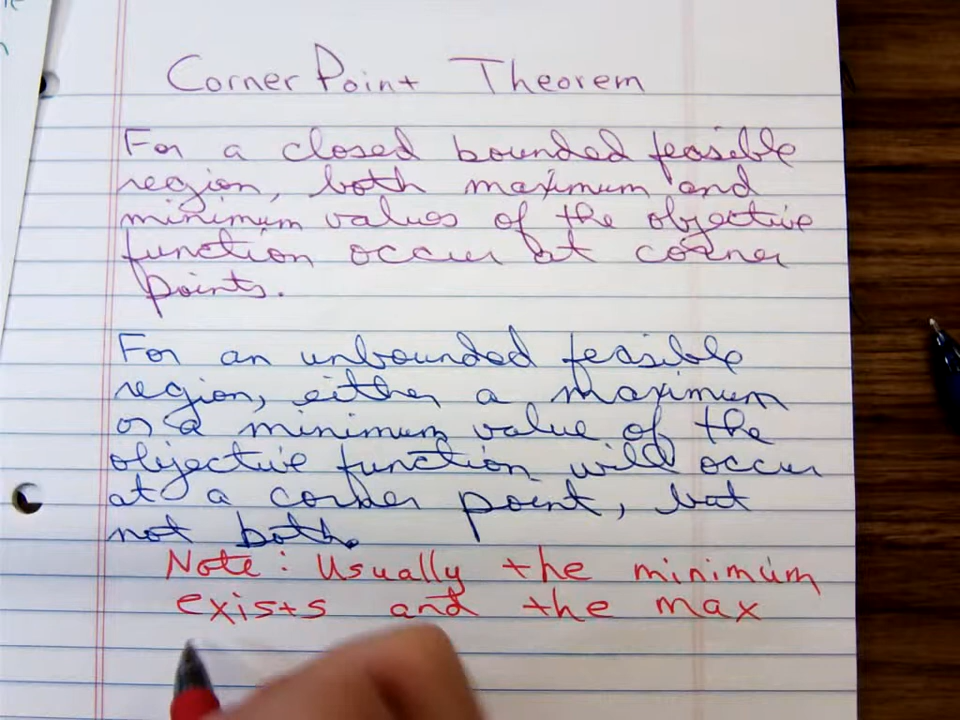 Corner Point Theorem
For a closed bounded feasible
region, both maximum and
minimum values of the objective
function occur at corner
points.
For an unbounded feasible
region, either a maximum
or a minimum value of the
objective function will occur
at a corner point, but
not both.
Note: Usually the minimum
exists and the max